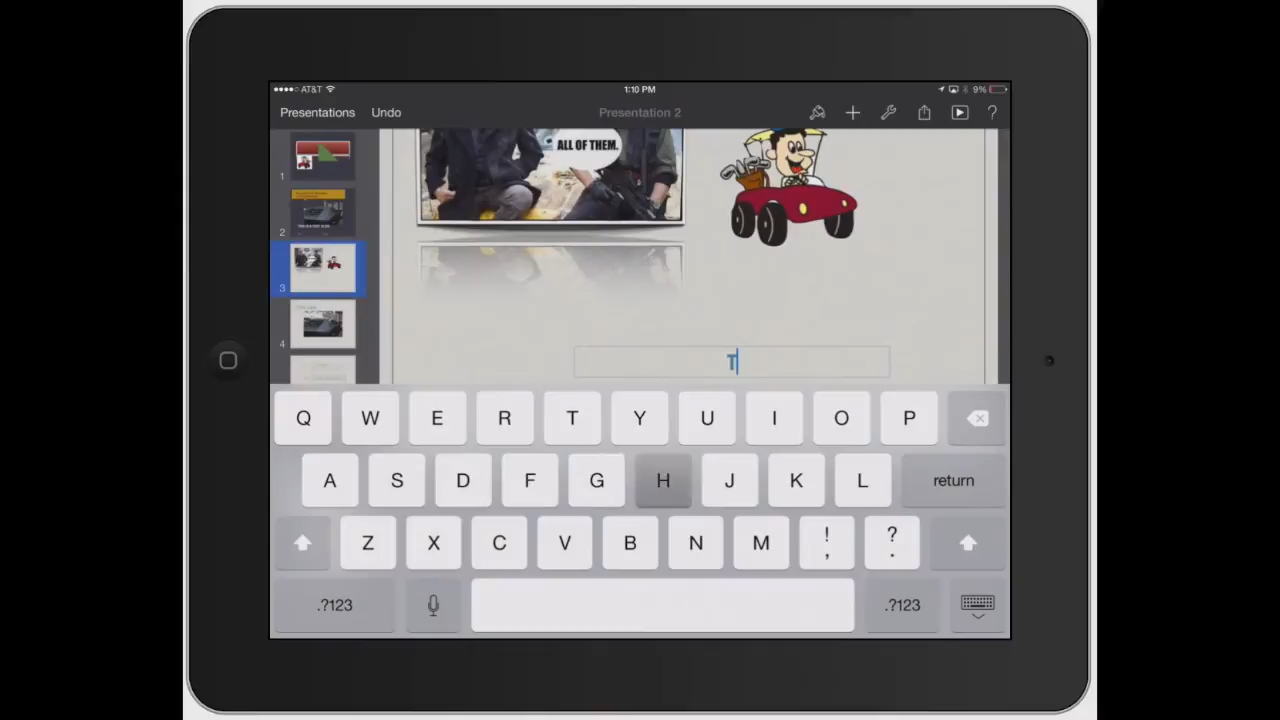 AT&T 1:10 PM 9%
Presentations Undo Presentation 2 ?
ALL OF THEM.
1
2
3
4
T
Q W E R T Y U I O P
A S D F G H J K L return
Z X C V B N M ! , ? .
.?123 .?123